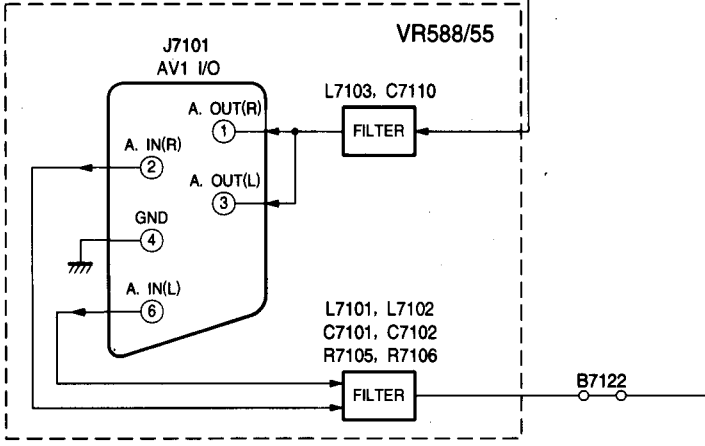 VR588/55
J7101
AV1 I/O
L7103, C7110
A. OUT(R)
1
FILTER
A. IN(R)
2
A. OUT(L)
3
GND
4
A. IN(L)
6
L7101, L7102
C7101, C7102
R7105, R7106
FILTER
B7122